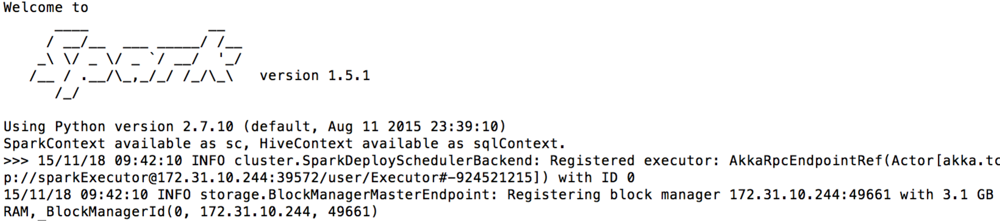 Welcome to
      ____              __
     / __/__  ___ _____/ /__
    _\ \/ _ \/ _ `/ __/  '_/
   /__ / .__/\_,_/_/ /_/\_\   version 1.5.1
      /_/
Using Python version 2.7.10 (default, Aug 11 2015 23:39:10)
SparkContext available as sc, HiveContext available as sqlContext.
>>> 15/11/18 09:42:10 INFO cluster.SparkDeploySchedulerBackend: Registered executor: AkkaRpcEndpointRef(Actor[akka.tc
p://sparkExecutor@172.31.10.244:39572/user/Executor#-924521215]) with ID 0
15/11/18 09:42:10 INFO storage.BlockManagerMasterEndpoint: Registering block manager 172.31.10.244:49661 with 3.1 GB
RAM, BlockManagerId(0, 172.31.10.244, 49661)